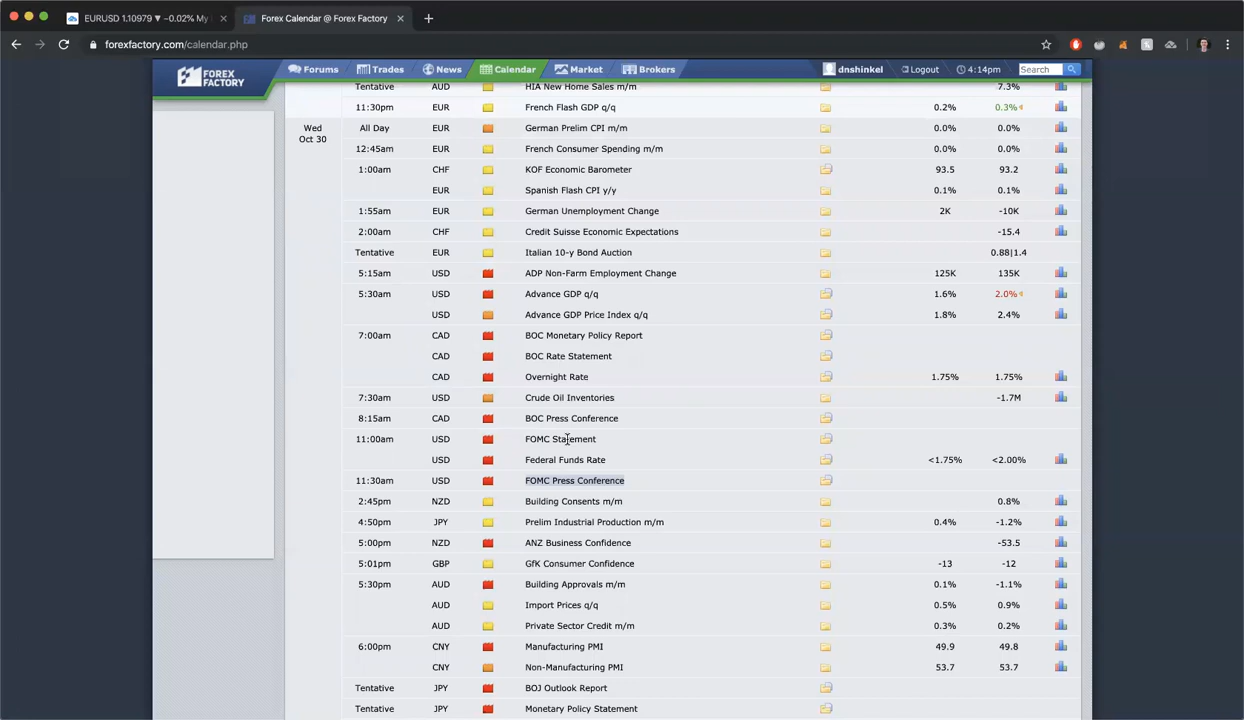 EURUSD 1.10979 ▼ −0.02% My
Forex Calendar @ Forex Factory
forexfactory.com/calendar.php
FOREX FACTORY
Forums Trades News Calendar Market Brokers dnshinkel Logout 4:14pm Search
Tentative AUD HIA New Home Sales m/m 7.3%
11:30pm EUR French Flash GDP q/q 0.2% 0.3%
Wed Oct 30 All Day EUR German Prelim CPI m/m 0.0% 0.0%
12:45am EUR French Consumer Spending m/m 0.0% 0.0%
1:00am CHF KOF Economic Barometer 93.5 93.2
EUR Spanish Flash CPI y/y 0.1% 0.1%
1:55am EUR German Unemployment Change 2K -10K
2:00am CHF Credit Suisse Economic Expectations -15.4
Tentative EUR Italian 10-y Bond Auction 0.88|1.4
5:15am USD ADP Non-Farm Employment Change 125K 135K
5:30am USD Advance GDP q/q 1.6% 2.0%
USD Advance GDP Price Index q/q 1.8% 2.4%
7:00am CAD BOC Monetary Policy Report
CAD BOC Rate Statement
CAD Overnight Rate 1.75% 1.75%
7:30am USD Crude Oil Inventories -1.7M
8:15am CAD BOC Press Conference
11:00am USD FOMC Statement
USD Federal Funds Rate <1.75% <2.00%
11:30am USD FOMC Press Conference
2:45pm NZD Building Consents m/m 0.8%
4:50pm JPY Prelim Industrial Production m/m 0.4% -1.2%
5:00pm NZD ANZ Business Confidence -53.5
5:01pm GBP GfK Consumer Confidence -13 -12
5:30pm AUD Building Approvals m/m 0.1% -1.1%
AUD Import Prices q/q 0.5% 0.9%
AUD Private Sector Credit m/m 0.3% 0.2%
6:00pm CNY Manufacturing PMI 49.9 49.8
CNY Non-Manufacturing PMI 53.7 53.7
Tentative JPY BOJ Outlook Report
Tentative JPY Monetary Policy Statement